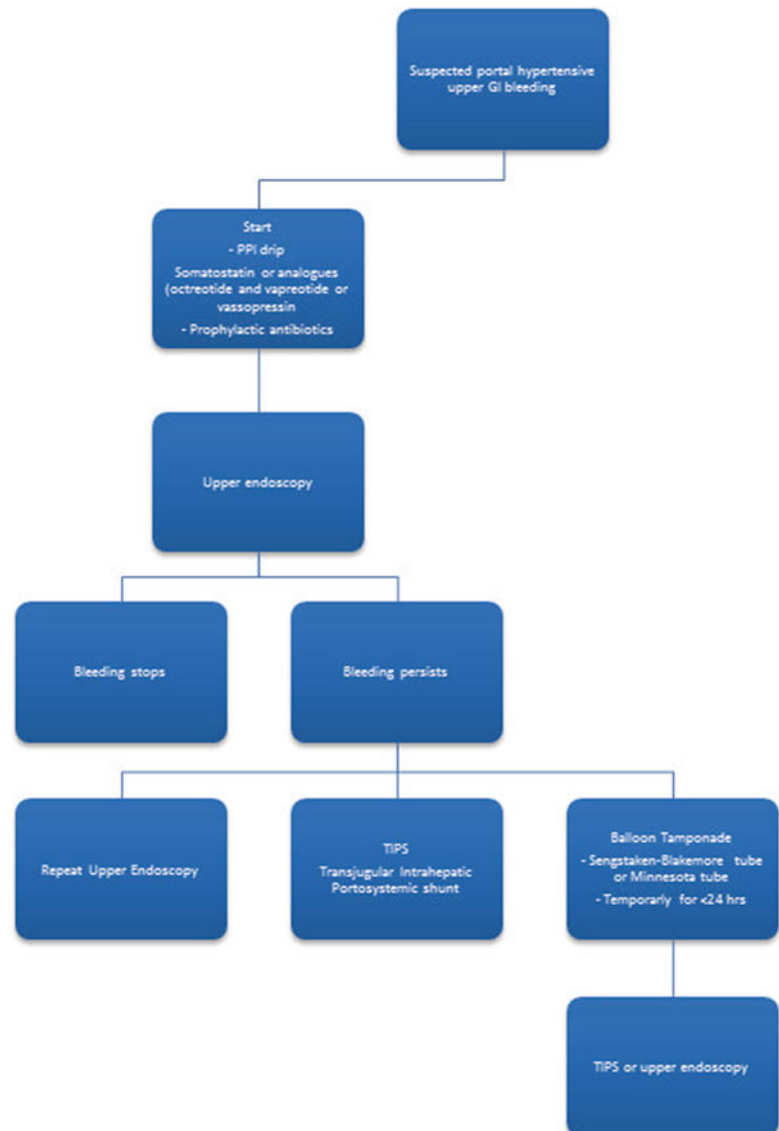 Suspected portal hypertensive
upper GI bleeding
Start
- PPI drip
Somatostatin or analogues
(octreotide and vapreotide or
vassopressin
- Prophylactic antibiotics
Upper endoscopy
Bleeding stops
Bleeding persists
Repeat Upper Endoscopy
TIPS
Transjugular Intrahepatic
Portosystemic shunt
Balloon Tamponade
- Sengstaken-Blakemore tube
or Minnesota tube
- Temporarly for <24 hrs
TIPS or upper endoscopy